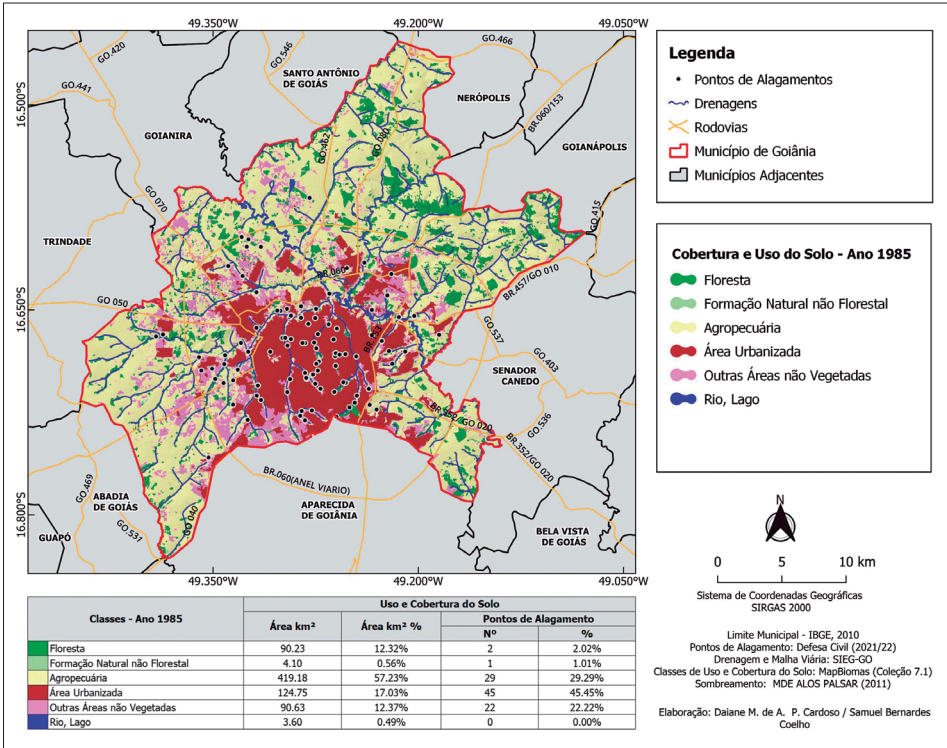 49.350°W 49.200°W 49.050°W
16.500°S
16.650°S
16.800°S
GO.420
GO.546
GO.466
SANTO ANTÔNIO
DE GOIÁS
NERÓPOLIS
GO.441
BR.060/153
GOIANIRA
GO.462
GO.080
GOIANÁPOLIS
GO 070
GO.415
TRINDADE
BR.060
BR.457/GO 010
GO 050
BR.153
GO.537
GO.403
SENADOR
CANEDO
BR.352/GO 020
GO.536
BR.352/GO 020
GO.469
BR.060(ANEL VIARIO)
ABADIA
DE GOIÁS
GO 040
APARECIDA
DE GOIÂNIA
GUAPÓ
GO.531
BELA VISTA
DE GOIÁS
49.350°W 49.200°W 49.050°W
Legenda
Pontos de Alagamentos
Drenagens
Rodovias
Município de Goiânia
Municípios Adjacentes
Cobertura e Uso do Solo - Ano 1985
Floresta
Formação Natural não Florestal
Agropecuária
Área Urbanizada
Outras Áreas não Vegetadas
Rio, Lago
N
0 5 10 km
Sistema de Coordenadas Geográficas
SIRGAS 2000
Limite Municipal - IBGE, 2010
Pontos de Alagamento: Defesa Civil (2021/22)
Drenagem e Malha Viária: SIEG-GO
Classes de Uso e Cobertura do Solo: MapBiomas (Coleção 7.1)
Sombreamento: MDE ALOS PALSAR (2011)
Elaboração: Daiane M. de A. P. Cardoso / Samuel Bernardes
Coelho
Classes - Ano 1985 Uso e Cobertura do Solo
Área km² Área km² % Pontos de Alagamento
Nº %
Floresta 90.23 12.32% 2 2.02%
Formação Natural não Florestal 4.10 0.56% 1 1.01%
Agropecuária 419.18 57.23% 29 29.29%
Área Urbanizada 124.75 17.03% 45 45.45%
Outras Áreas não Vegetadas 90.63 12.37% 22 22.22%
Rio, Lago 3.60 0.49% 0 0.00%